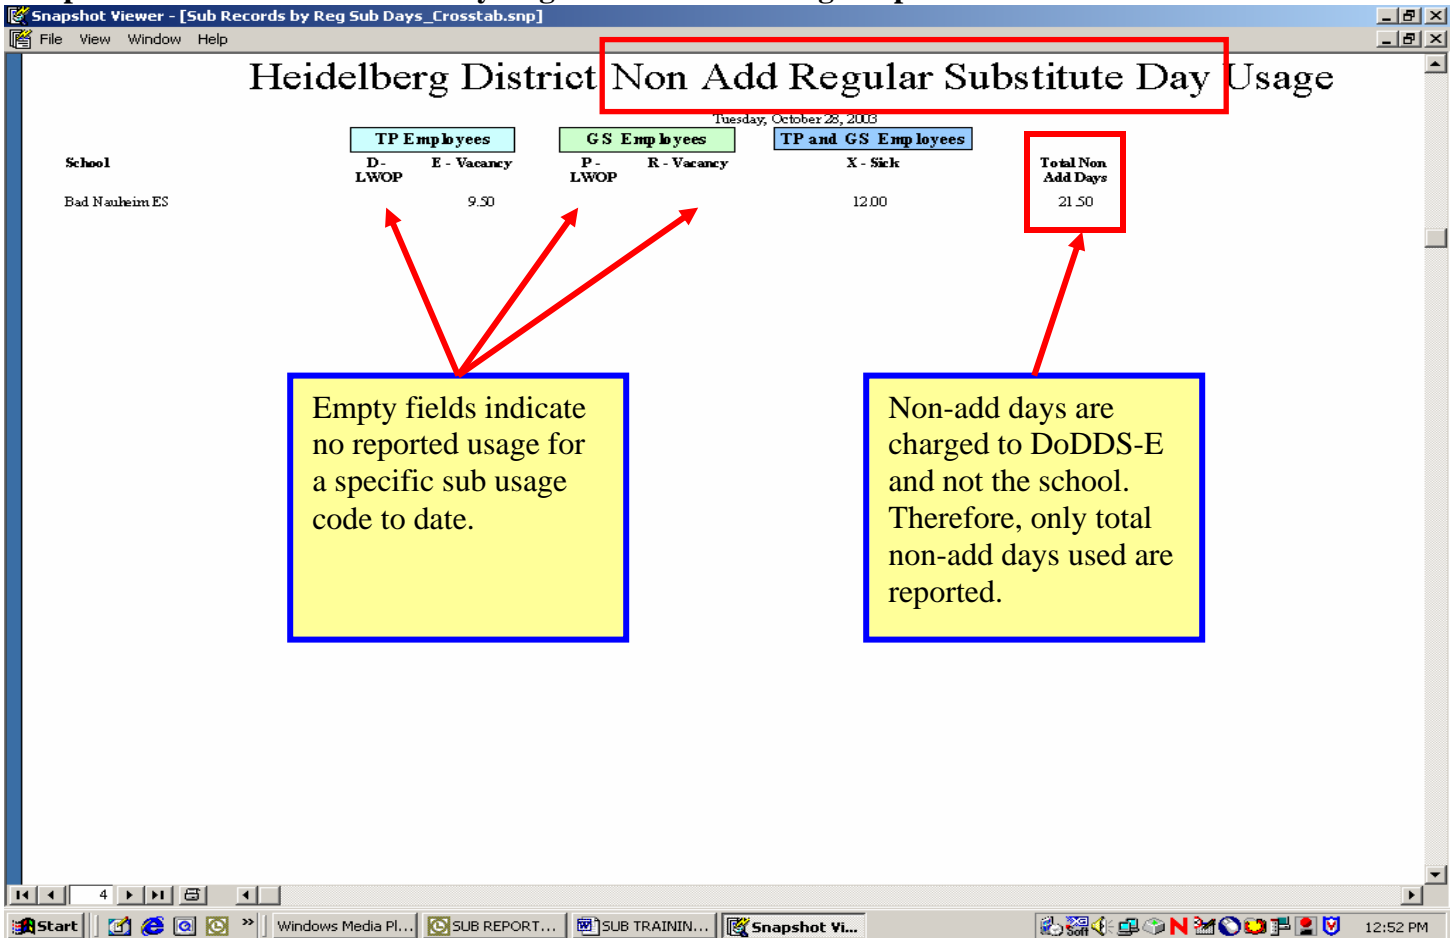 Snapshot Viewer - [Sub Records by Reg Sub Days_Crosstab.snp]
File View Window Help
Heidelberg District Non Add Regular Substitute Day Usage
Tuesday, October 28, 2003
TP Employees GS Employees TP and GS Employees
School D - LWOP E - Vacancy P - LWOP R - Vacancy X - Sick Total Non Add Days
Bad Nauheim ES 9.50 12.00 21.50
Empty fields indicate
no reported usage for
a specific sub usage
code to date.
Non-add days are
charged to DoDDS-E
and not the school.
Therefore, only total
non-add days used are
reported.
4
Start Windows Media Pl... SUB REPORT... SUB TRAININ... Snapshot Vi... 12:52 PM